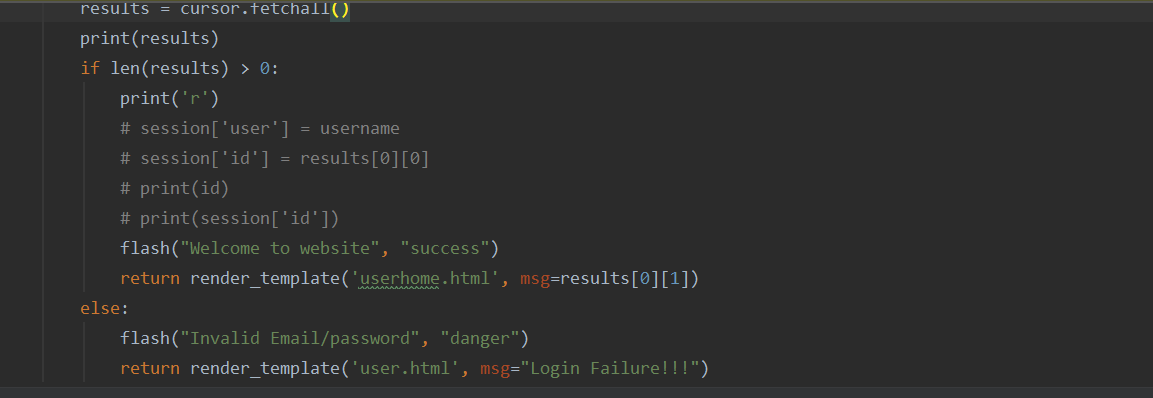 results = cursor.fetchall()
print(results)
if len(results) > 0:
print('r')
# session['user'] = username
# session['id'] = results[0][0]
# print(id)
# print(session['id'])
flash("Welcome to website", "success")
return render_template('userhome.html', msg=results[0][1])
else:
flash("Invalid Email/password", "danger")
return render_template('user.html', msg="Login Failure!!!")